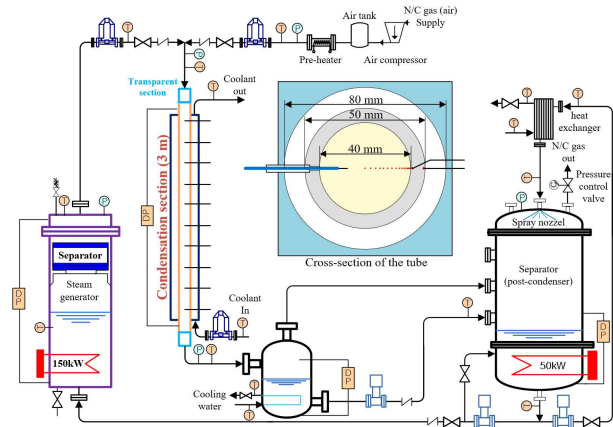 N/C gas (air)
Supply
Air tank
Pre-heater
Air compressor
T
T
T
P
P
T
Transparent
section
Coolant
out
Condensation section (3 m)
DP
80 mm
50 mm
40 mm
Cross-section of the tube
T
T
T
heat
exchanger
T
N/C gas
out
Pressure
control
valve
P
Spray nozzel
Separator
(post-condenser)
T
P
Separator
Steam
generator
DP
T
150kW
Coolant
In
T
P
T
T
Cooling
water
T
DP
T
T
DP
50kW
T